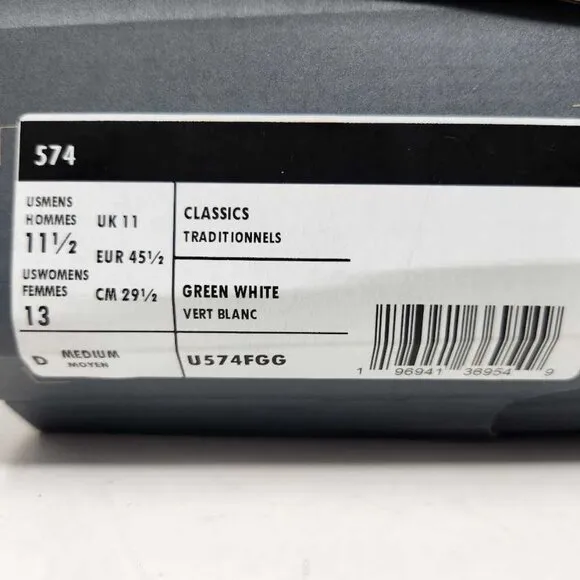 574
USMENS
HOMMES
11½
UK 11
EUR 45½
USWOMENS
FEMMES
13
CM 29½
D MEDIUM
MOYEN
CLASSICS
TRADITIONNELS
GREEN WHITE
VERT BLANC
U574FGG
1 96941 36954 9